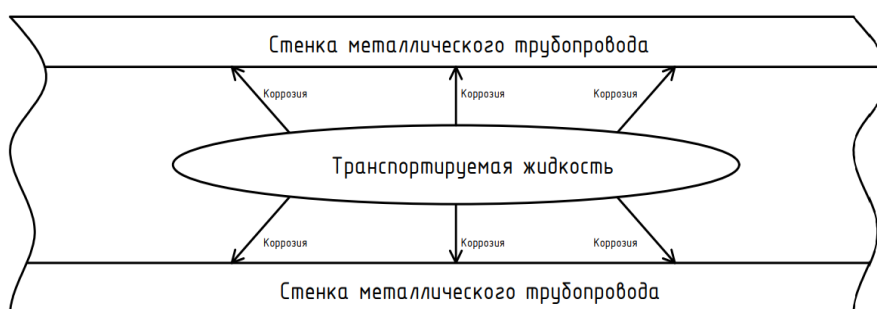 Стенка металлического трубопровода
Коррозия
Коррозия
Коррозия
Транспортируемая жидкость
Коррозия
Коррозия
Коррозия
Стенка металлического трубопровода